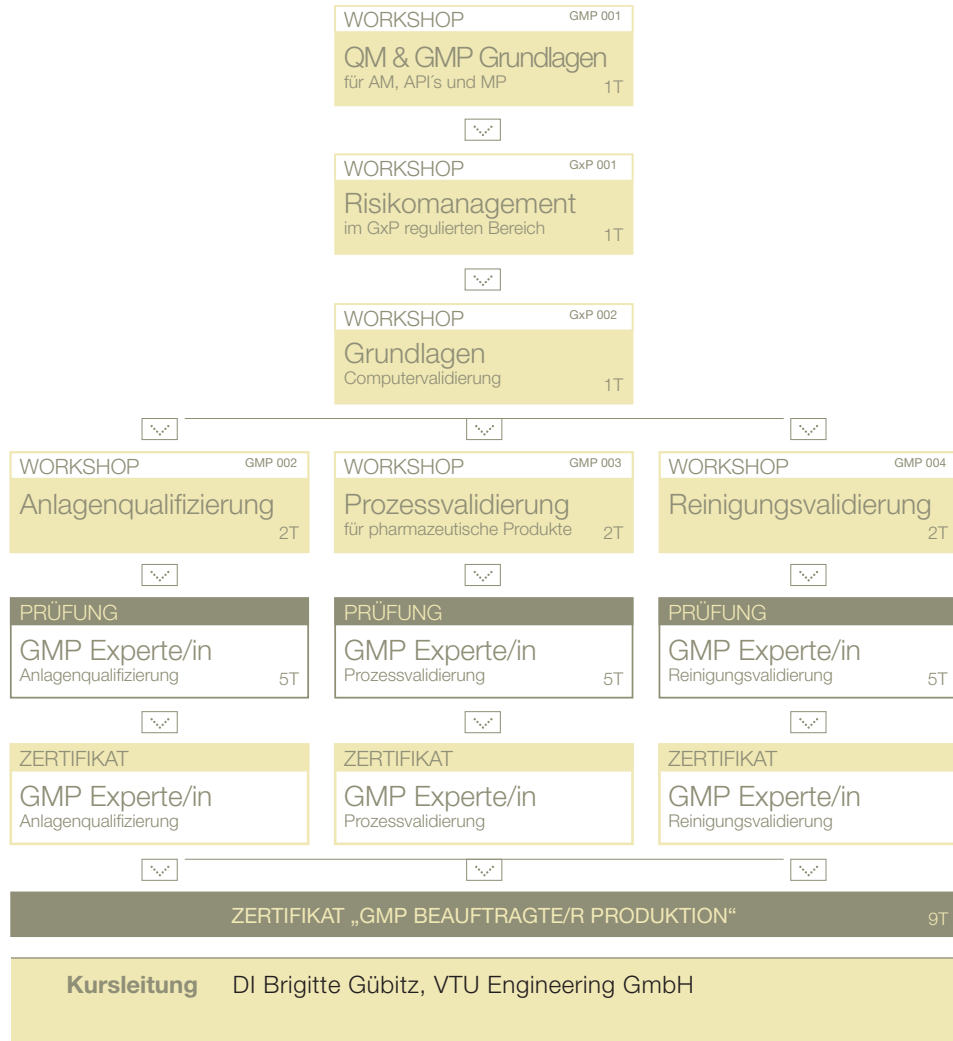 WORKSHOP GMP 001
QM & GMP Grundlagen
für AM, API´s und MP 1T
WORKSHOP GxP 001
Risikomanagement
im GxP regulierten Bereich 1T
WORKSHOP GxP 002
Grundlagen
Computervalidierung 1T
WORKSHOP GMP 002
Anlagenqualifizierung
2T
WORKSHOP GMP 003
Prozessvalidierung
für pharmazeutische Produkte 2T
WORKSHOP GMP 004
Reinigungsvalidierung
2T
PRÜFUNG
GMP Experte/in
Anlagenqualifizierung 5T
PRÜFUNG
GMP Experte/in
Prozessvalidierung 5T
PRÜFUNG
GMP Experte/in
Reinigungsvalidierung 5T
ZERTIFIKAT
GMP Experte/in
Anlagenqualifizierung
ZERTIFIKAT
GMP Experte/in
Prozessvalidierung
ZERTIFIKAT
GMP Experte/in
Reinigungsvalidierung
ZERTIFIKAT „GMP BEAUFTRAGTE/R PRODUKTION“ 9T
Kursleitung DI Brigitte Gübitz, VTU Engineering GmbH